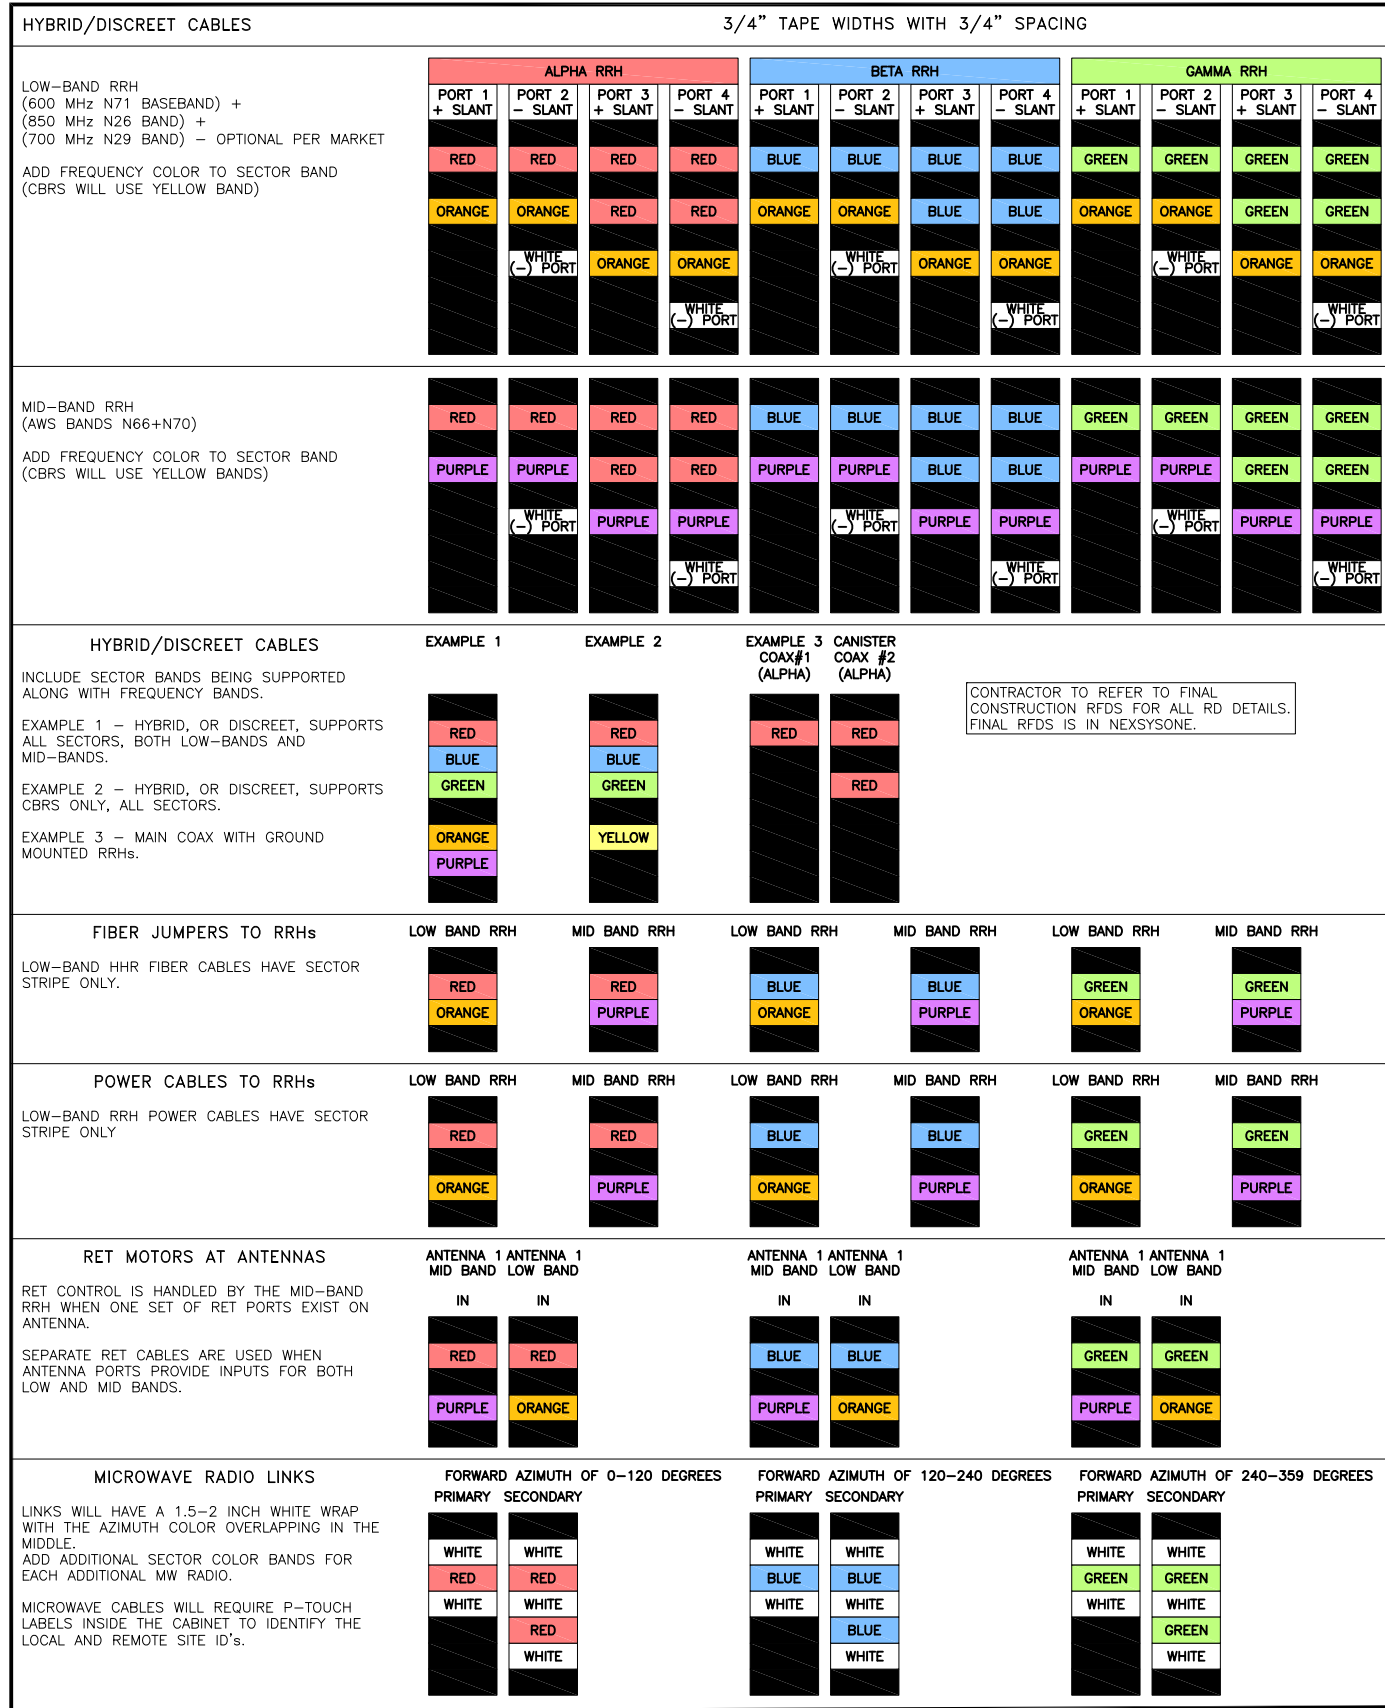 HYBRID/DISCREET CABLES
3/4" TAPE WIDTHS WITH 3/4" SPACING
LOW-BAND RRH
(600 MHz N71 BASEBAND) +
(850 MHz N26 BAND) +
(700 MHz N29 BAND) - OPTIONAL PER MARKET
ADD FREQUENCY COLOR TO SECTOR BAND
(CBRS WILL USE YELLOW BAND)
ALPHA RRH BETA RRH GAMMA RRH
PORT 1 PORT 2 PORT 3 PORT 4 PORT 1 PORT 2 PORT 3 PORT 4 PORT 1 PORT 2 PORT 3 PORT 4
+ SLANT - SLANT + SLANT - SLANT + SLANT - SLANT + SLANT - SLANT + SLANT - SLANT + SLANT - SLANT
RED RED RED RED BLUE BLUE BLUE BLUE GREEN GREEN GREEN GREEN
ORANGE ORANGE RED RED ORANGE ORANGE BLUE BLUE ORANGE ORANGE GREEN GREEN
WHITE (-) PORT ORANGE ORANGE WHITE (-) PORT ORANGE ORANGE WHITE (-) PORT ORANGE ORANGE
WHITE (-) PORT WHITE (-) PORT WHITE (-) PORT
MID-BAND RRH
(AWS BANDS N66+N70)
ADD FREQUENCY COLOR TO SECTOR BAND
(CBRS WILL USE YELLOW BANDS)
RED RED RED RED BLUE BLUE BLUE BLUE GREEN GREEN GREEN GREEN
PURPLE PURPLE RED RED PURPLE PURPLE BLUE BLUE PURPLE PURPLE GREEN GREEN
WHITE (-) PORT PURPLE PURPLE WHITE (-) PORT PURPLE PURPLE WHITE (-) PORT PURPLE PURPLE
WHITE (-) PORT WHITE (-) PORT WHITE (-) PORT
HYBRID/DISCREET CABLES
INCLUDE SECTOR BANDS BEING SUPPORTED
ALONG WITH FREQUENCY BANDS.
EXAMPLE 1 - HYBRID, OR DISCREET, SUPPORTS
ALL SECTORS, BOTH LOW-BANDS AND
MID-BANDS.
EXAMPLE 2 - HYBRID, OR DISCREET, SUPPORTS
CBRS ONLY, ALL SECTORS.
EXAMPLE 3 - MAIN COAX WITH GROUND
MOUNTED RRHs.
EXAMPLE 1 EXAMPLE 2 EXAMPLE 3 CANISTER
COAX#1 COAX #2
(ALPHA) (ALPHA)
RED RED RED RED
BLUE BLUE
GREEN GREEN RED
ORANGE YELLOW
PURPLE
CONTRACTOR TO REFER TO FINAL
CONSTRUCTION RFDS FOR ALL RD DETAILS.
FINAL RFDS IS IN NEXSYSONE.
FIBER JUMPERS TO RRHs
LOW-BAND HHR FIBER CABLES HAVE SECTOR
STRIPE ONLY.
LOW BAND RRH MID BAND RRH LOW BAND RRH MID BAND RRH LOW BAND RRH MID BAND RRH
RED RED BLUE BLUE GREEN GREEN
ORANGE PURPLE ORANGE PURPLE ORANGE PURPLE
POWER CABLES TO RRHs
LOW-BAND RRH POWER CABLES HAVE SECTOR
STRIPE ONLY
LOW BAND RRH MID BAND RRH LOW BAND RRH MID BAND RRH LOW BAND RRH MID BAND RRH
RED RED BLUE BLUE GREEN GREEN
ORANGE PURPLE ORANGE PURPLE ORANGE PURPLE
RET MOTORS AT ANTENNAS
RET CONTROL IS HANDLED BY THE MID-BAND
RRH WHEN ONE SET OF RET PORTS EXIST ON
ANTENNA.
SEPARATE RET CABLES ARE USED WHEN
ANTENNA PORTS PROVIDE INPUTS FOR BOTH
LOW AND MID BANDS.
ANTENNA 1 ANTENNA 1 ANTENNA 1 ANTENNA 1 ANTENNA 1 ANTENNA 1
MID BAND LOW BAND MID BAND LOW BAND MID BAND LOW BAND
IN IN IN IN IN IN
RED RED BLUE BLUE GREEN GREEN
PURPLE ORANGE PURPLE ORANGE PURPLE ORANGE
MICROWAVE RADIO LINKS
LINKS WILL HAVE A 1.5-2 INCH WHITE WRAP
WITH THE AZIMUTH COLOR OVERLAPPING IN THE
MIDDLE.
ADD ADDITIONAL SECTOR COLOR BANDS FOR
EACH ADDITIONAL MW RADIO.
MICROWAVE CABLES WILL REQUIRE P-TOUCH
LABELS INSIDE THE CABINET TO IDENTIFY THE
LOCAL AND REMOTE SITE ID's.
FORWARD AZIMUTH OF 0-120 DEGREES FORWARD AZIMUTH OF 120-240 DEGREES FORWARD AZIMUTH OF 240-359 DEGREES
PRIMARY SECONDARY PRIMARY SECONDARY PRIMARY SECONDARY
WHITE WHITE WHITE WHITE WHITE WHITE
RED RED BLUE BLUE GREEN GREEN
WHITE WHITE WHITE WHITE WHITE WHITE
RED BLUE GREEN
WHITE WHITE WHITE